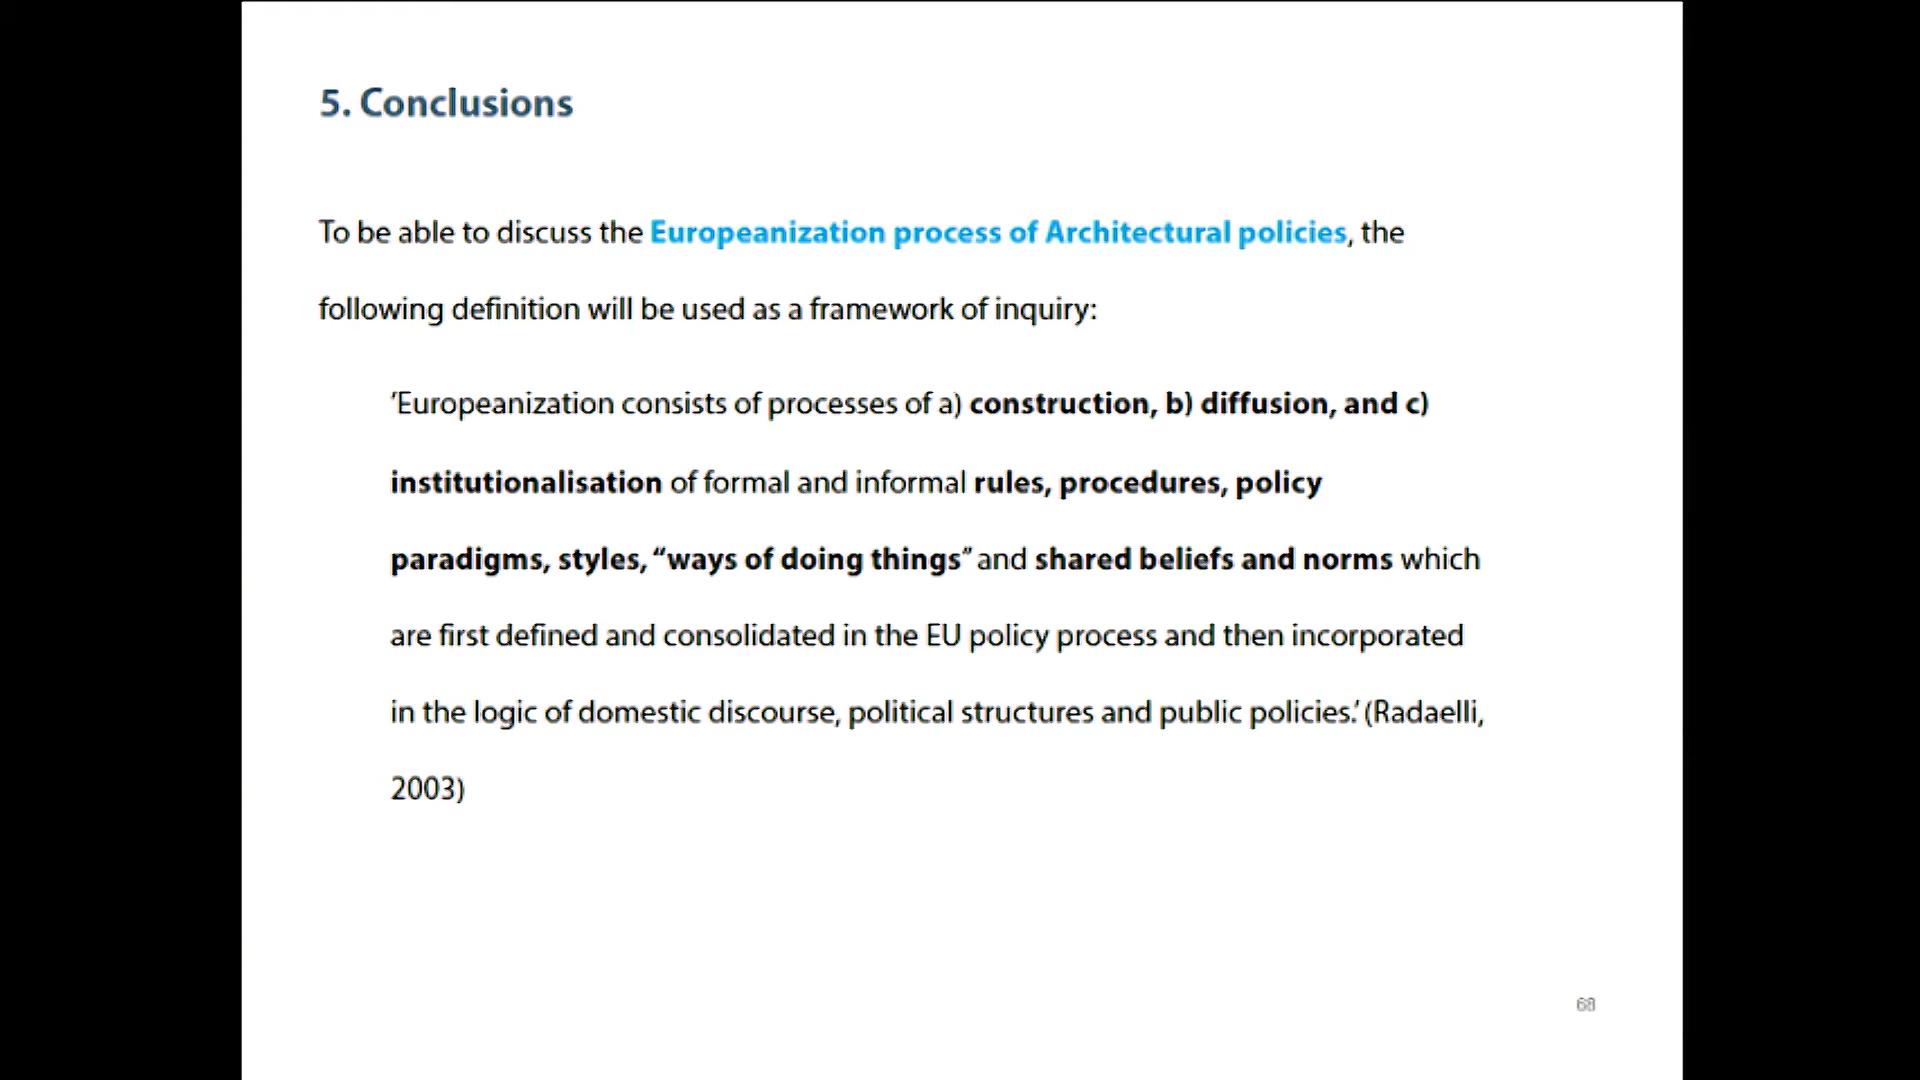 5. Conclusions
To be able to discuss the Europeanization process of Architectural policies, the
following definition will be used as a framework of inquiry:
‘Europeanization consists of processes of a) construction, b) diffusion, and c)
institutionalisation of formal and informal rules, procedures, policy
paradigms, styles, “ways of doing things” and shared beliefs and norms which
are first defined and consolidated in the EU policy process and then incorporated
in the logic of domestic discourse, political structures and public policies.’ (Radaelli,
2003)
68